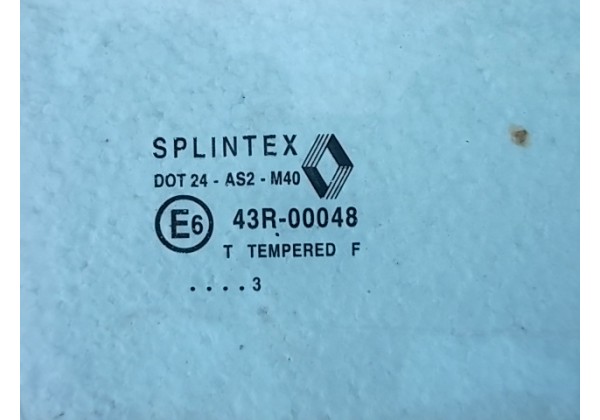 SPLINTEX
DOT 24 - AS2 - M40
E6 43R-00048
T TEMPERED F
. . . . 3